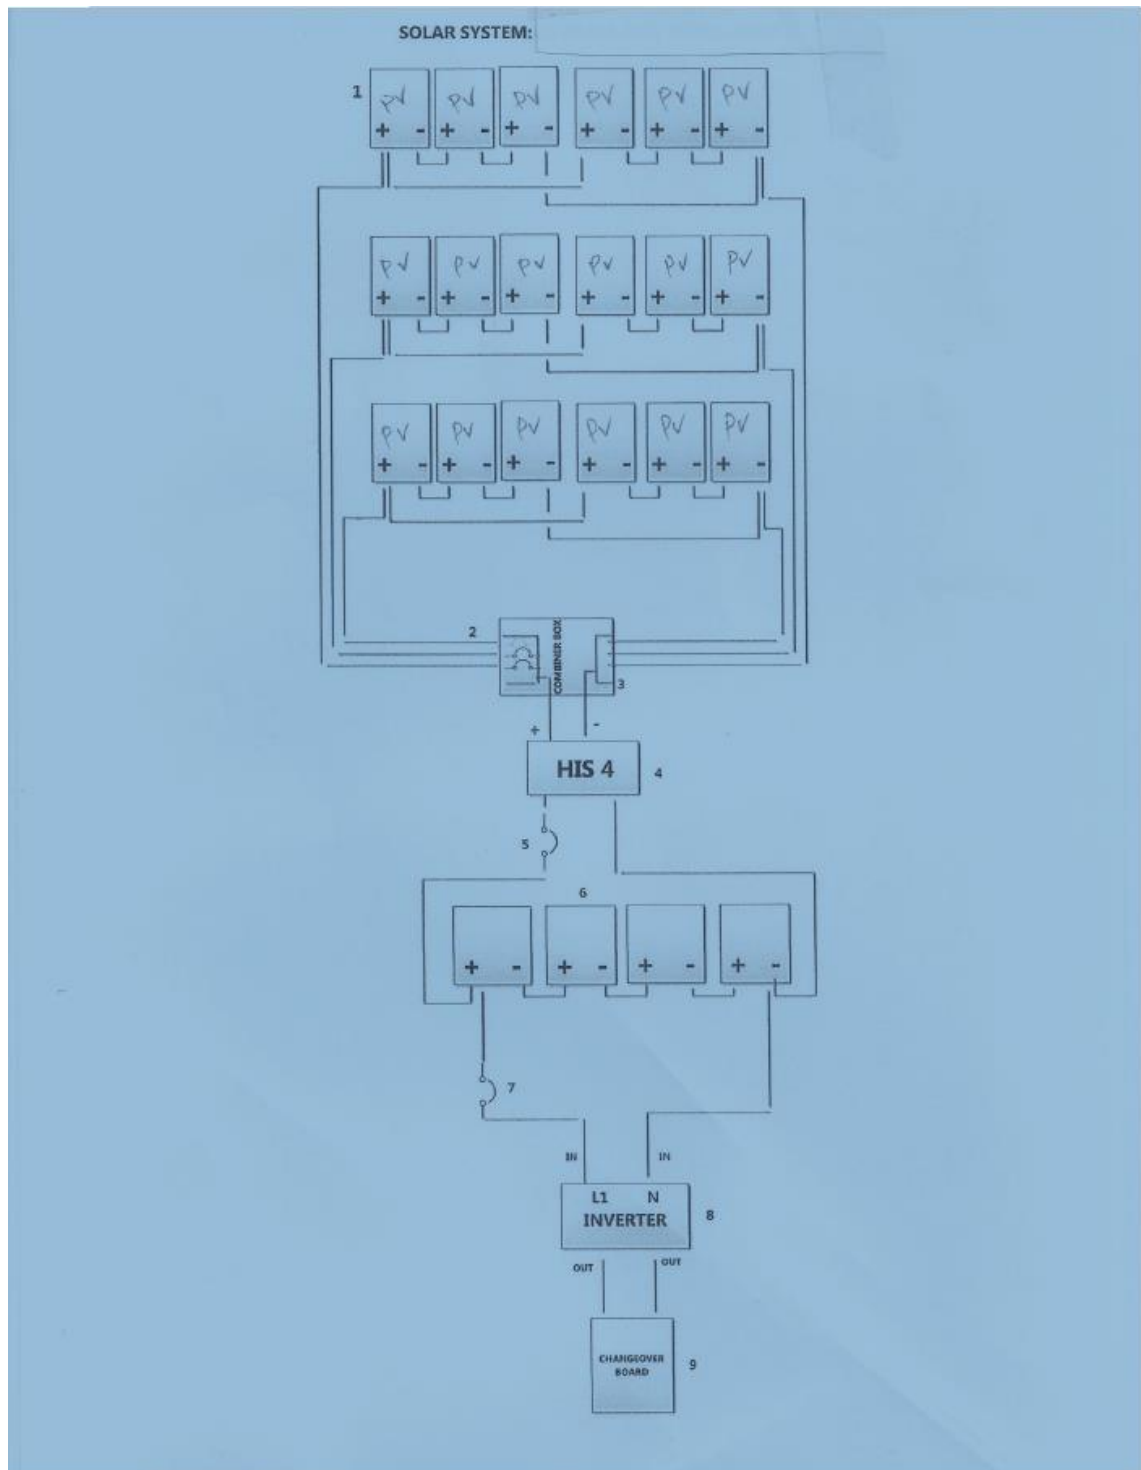 SOLAR SYSTEM:
1
PV PV PV PV PV PV
+ - + - + - + - + - + -
PV PV PV PV PV PV
+ - + - + - + - + - + -
PV PV PV PV PV PV
+ - + - + - + - + - + -
2
COMBINER BOX
3
+ -
HIS 4
4
5
6
+ - + - + - + -
7
IN IN
L1 N
INVERTER
8
OUT OUT
CHANGEOVER
BOARD
9